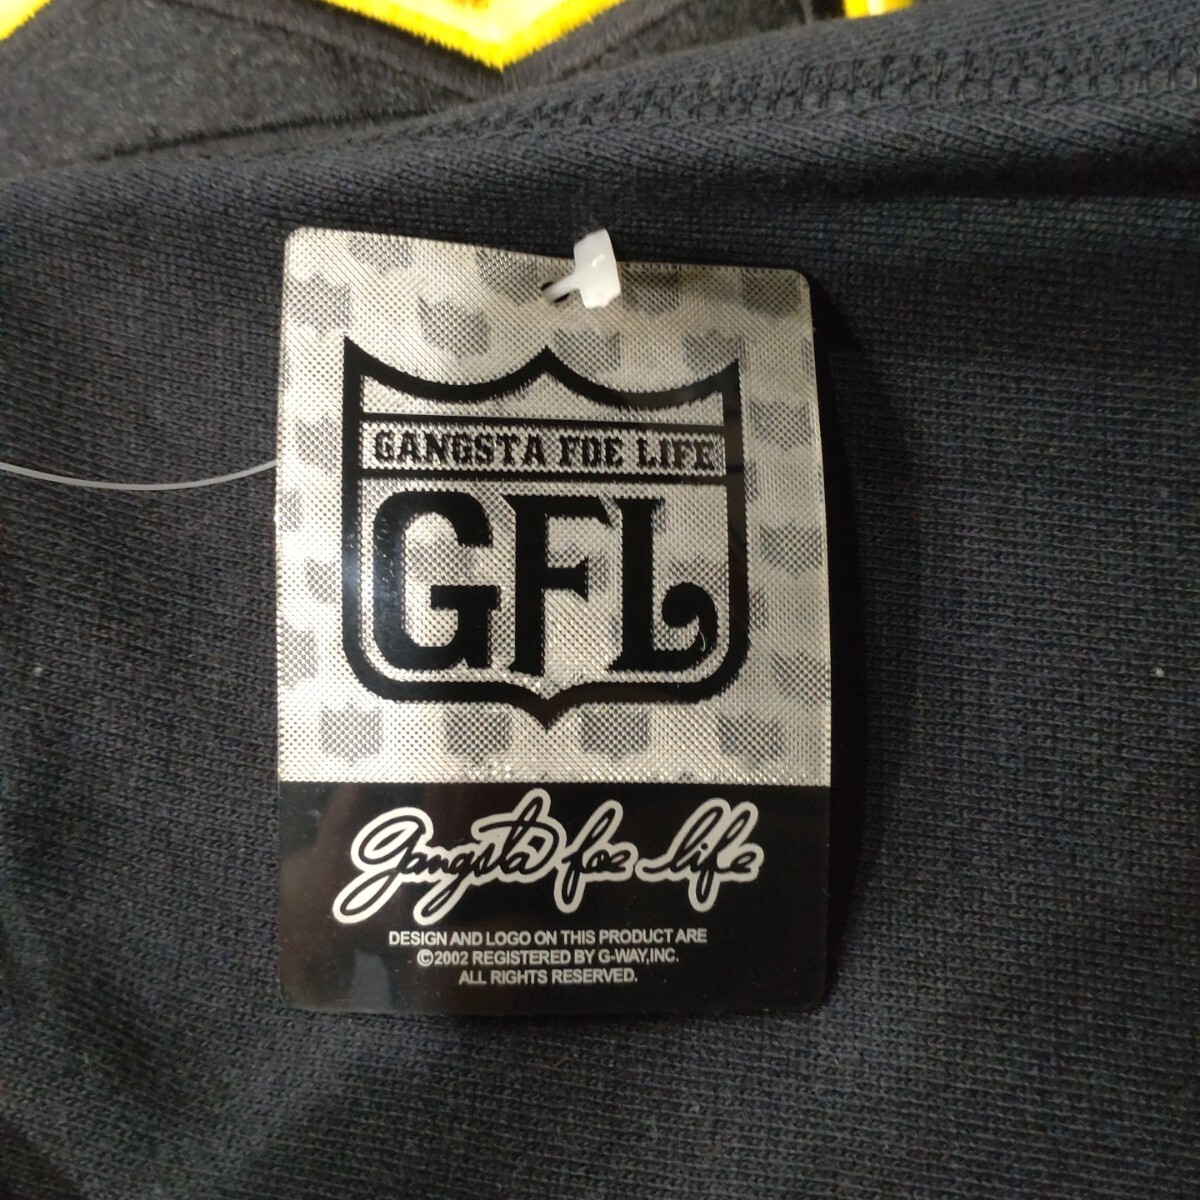 GANGSTA FOE LIFE
GFL
gangsta foe life
DESIGN AND LOGO ON THIS PRODUCT ARE
©2002 REGISTERED BY G-WAY,INC.
ALL RIGHTS RESERVED.